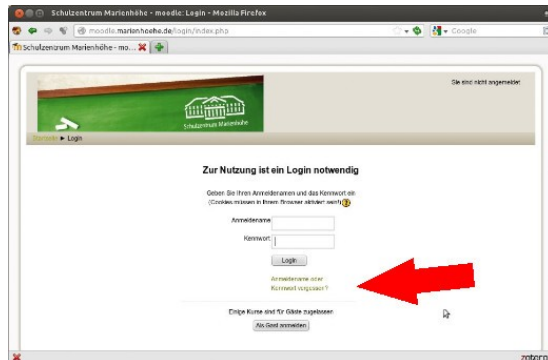 Schulzentrum Marienhöhe - moodle: Login - Mozilla Firefox
moodle.marienhoehe.de/login/index.php
Google
Schulzentrum Marienhöhe - mo...
Sie sind nicht angemeldet
Schulzentrum Marienhöhe
Startseite ► Login
Zur Nutzung ist ein Login notwendig
Geben Sie Ihren Anmeldenamen und das Kennwort ein
(Cookies müssen in Ihrem Browser aktiviert sein!)
Anmeldename
Kennwort
Login
Anmeldename oder
Kennwort vergessen?
Einige Kurse sind für Gäste zugelassen
Als Gast anmelden
zotero